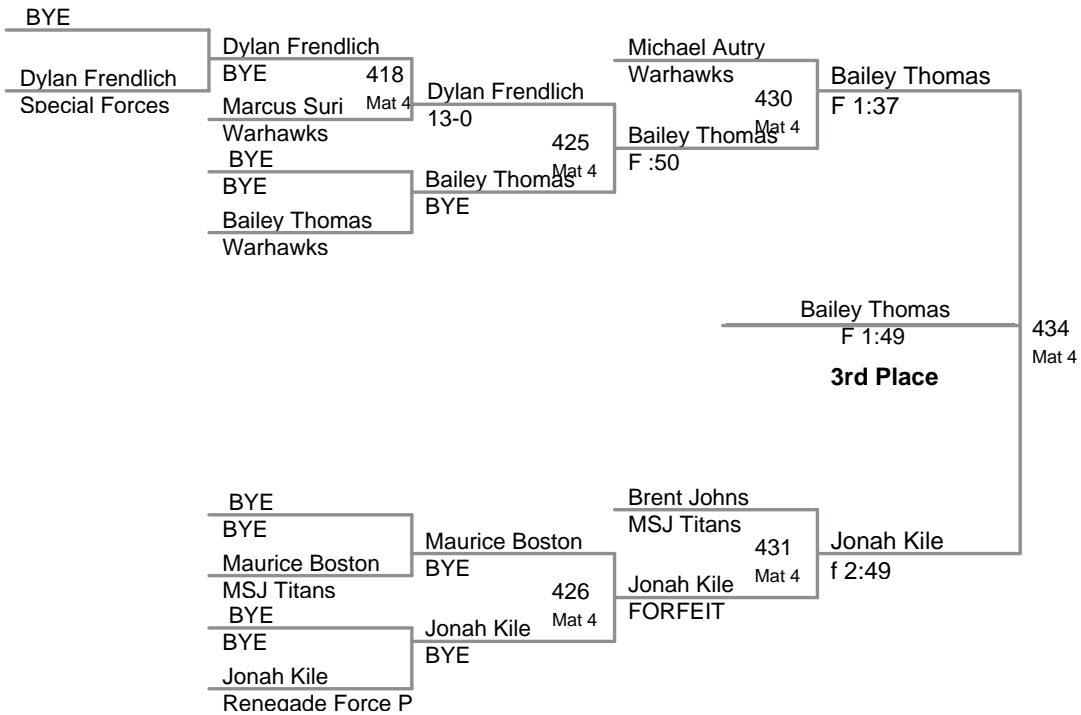 BYE
Dylan Frendlich
Special Forces
Dylan Frendlich
BYE
418
Mat 4
Marcus Suri
Warhawks
BYE
BYE
Bailey Thomas
Warhawks
Dylan Frendlich
13-0
425
Mat 4
Bailey Thomas
BYE
Michael Autry
Warhawks
430
Mat 4
Bailey Thomas
F :50
Bailey Thomas
F 1:37
Bailey Thomas
F 1:49
3rd Place
434
Mat 4
BYE
BYE
Maurice Boston
MSJ Titans
BYE
BYE
Jonah Kile
Renegade Force P
Maurice Boston
BYE
426
Mat 4
Jonah Kile
BYE
Brent Johns
MSJ Titans
431
Mat 4
Jonah Kile
FORFEIT
Jonah Kile
f 2:49